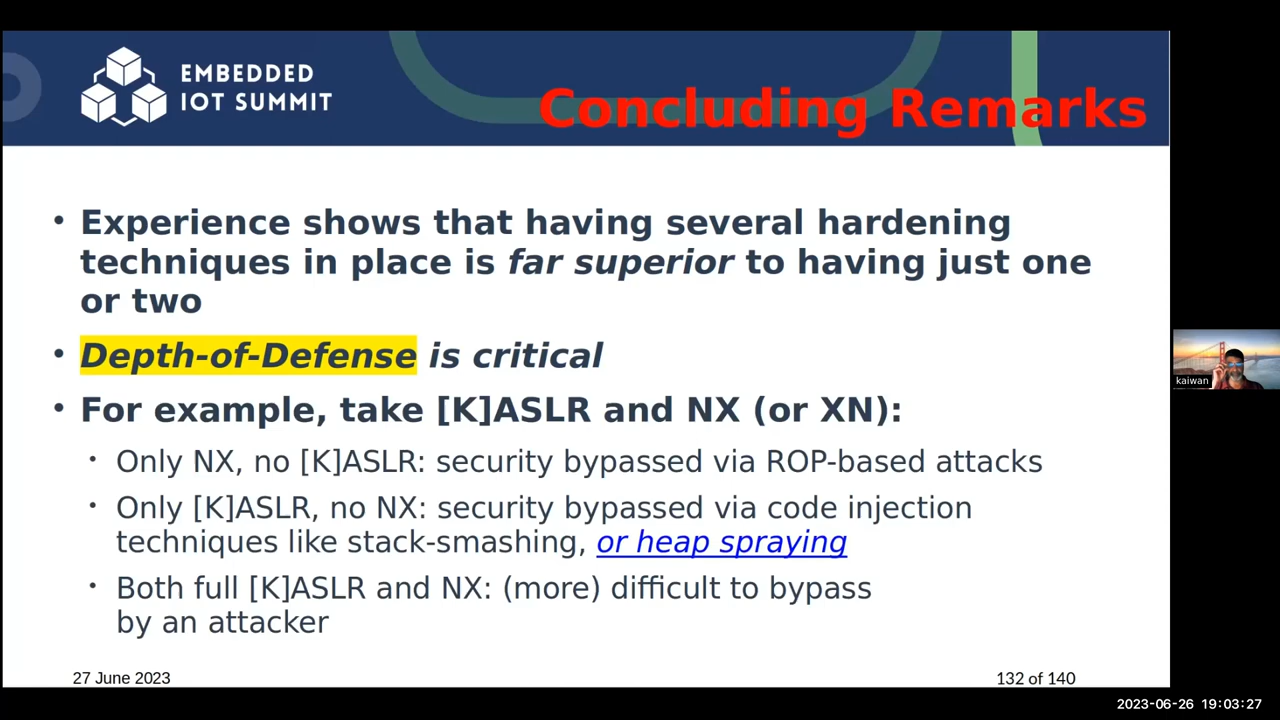 EMBEDDED
IOT SUMMIT
Concluding Remarks
• Experience shows that having several hardening
techniques in place is far superior to having just one
or two
• Depth-of-Defense is critical
• For example, take [K]ASLR and NX (or XN):
• Only NX, no [K]ASLR: security bypassed via ROP-based attacks
• Only [K]ASLR, no NX: security bypassed via code injection
techniques like stack-smashing, or heap spraying
• Both full [K]ASLR and NX: (more) difficult to bypass
by an attacker
27 June 2023
132 of 140
kaiwan
2023-06-26 19:03:27